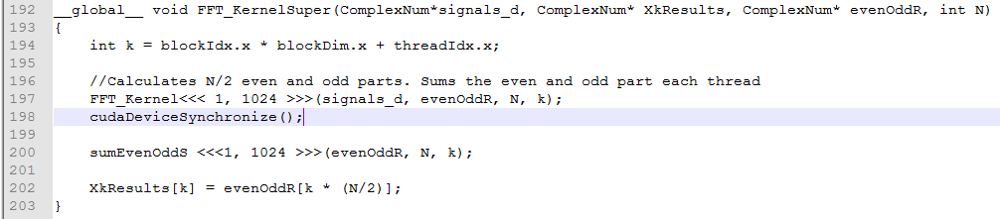 192 __global__ void FFT_KernelSuper(ComplexNum*signals_d, ComplexNum* XkResults, ComplexNum* evenOddR, int N)
193 {
194     int k = blockIdx.x * blockDim.x + threadIdx.x;
195
196     //Calculates N/2 even and odd parts. Sums the even and odd part each thread
197     FFT_Kernel<<< 1, 1024 >>>(signals_d, evenOddR, N, k);
198     cudaDeviceSynchronize();
199
200     sumEvenOddS <<<1, 1024 >>>(evenOddR, N, k);
201
202     XkResults[k] = evenOddR[k * (N/2)];
203 }